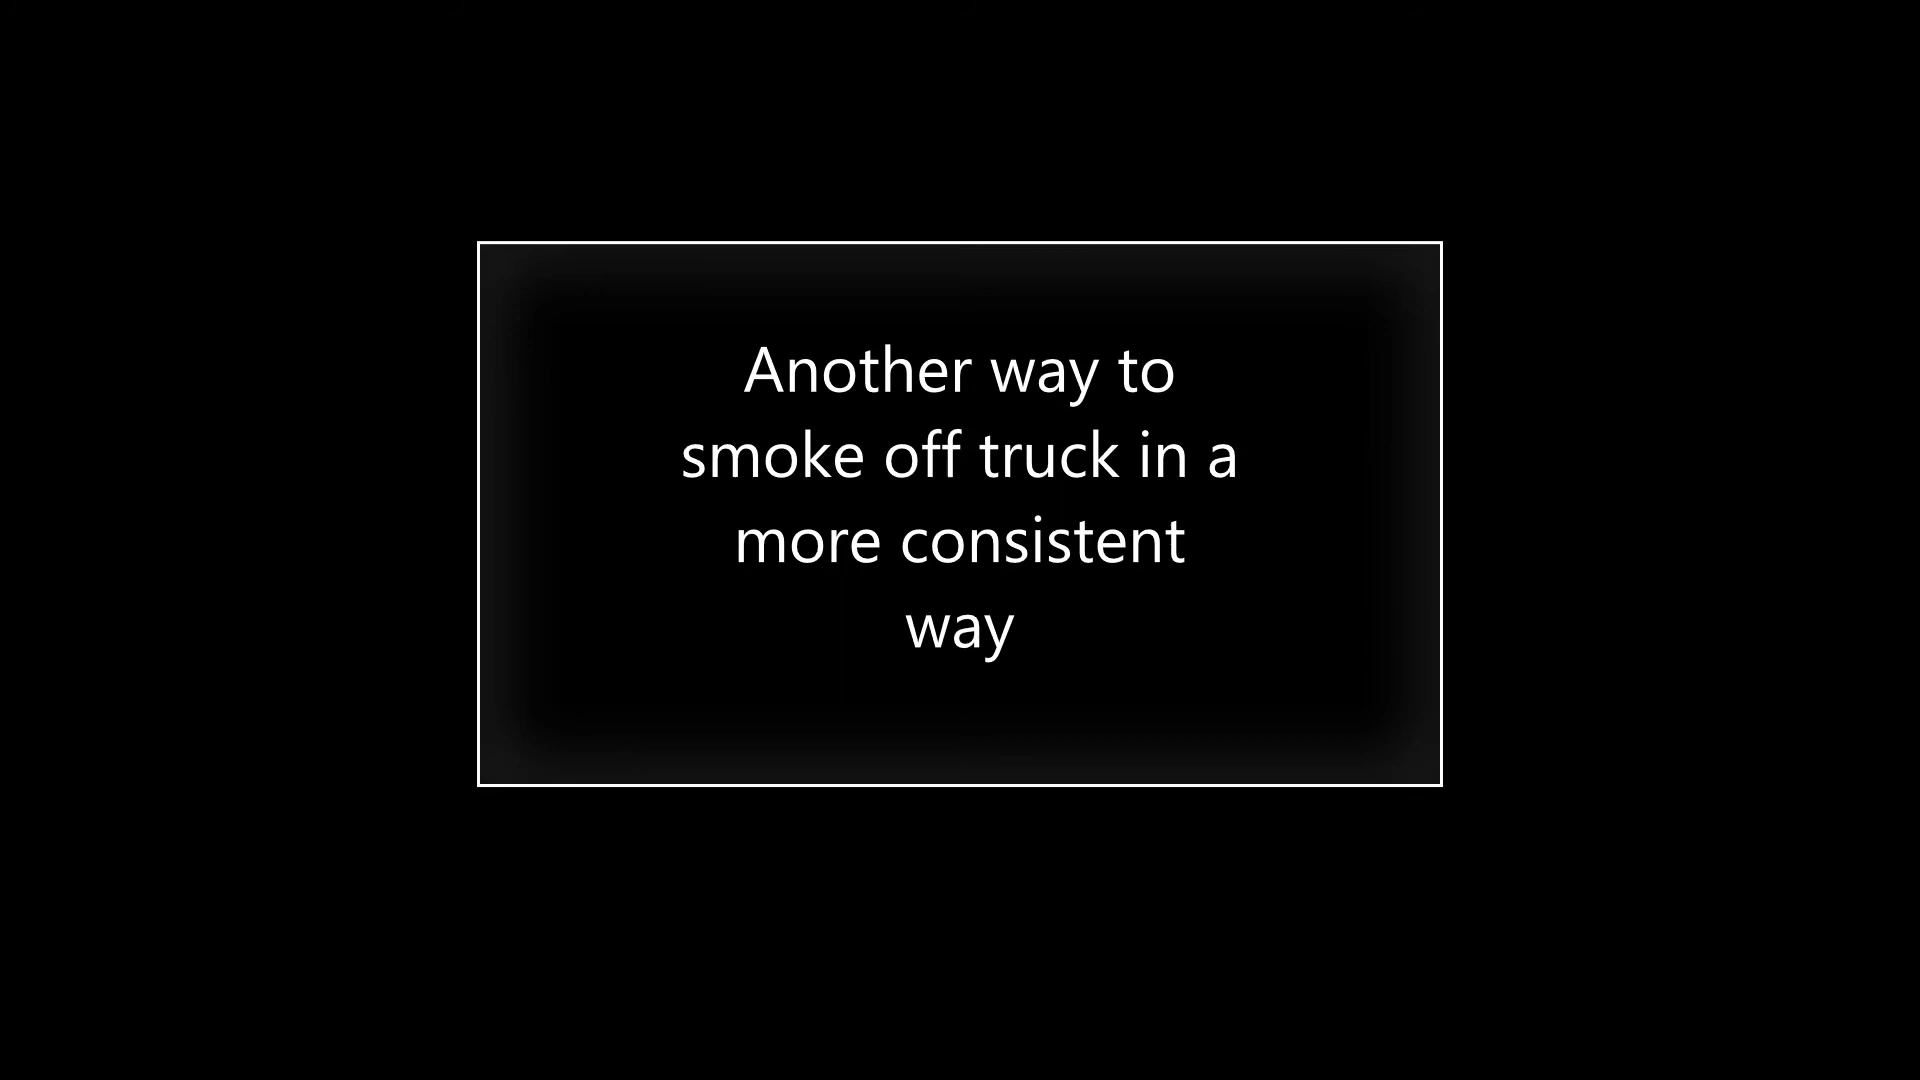 Another way to
smoke off truck in a
more consistent
way